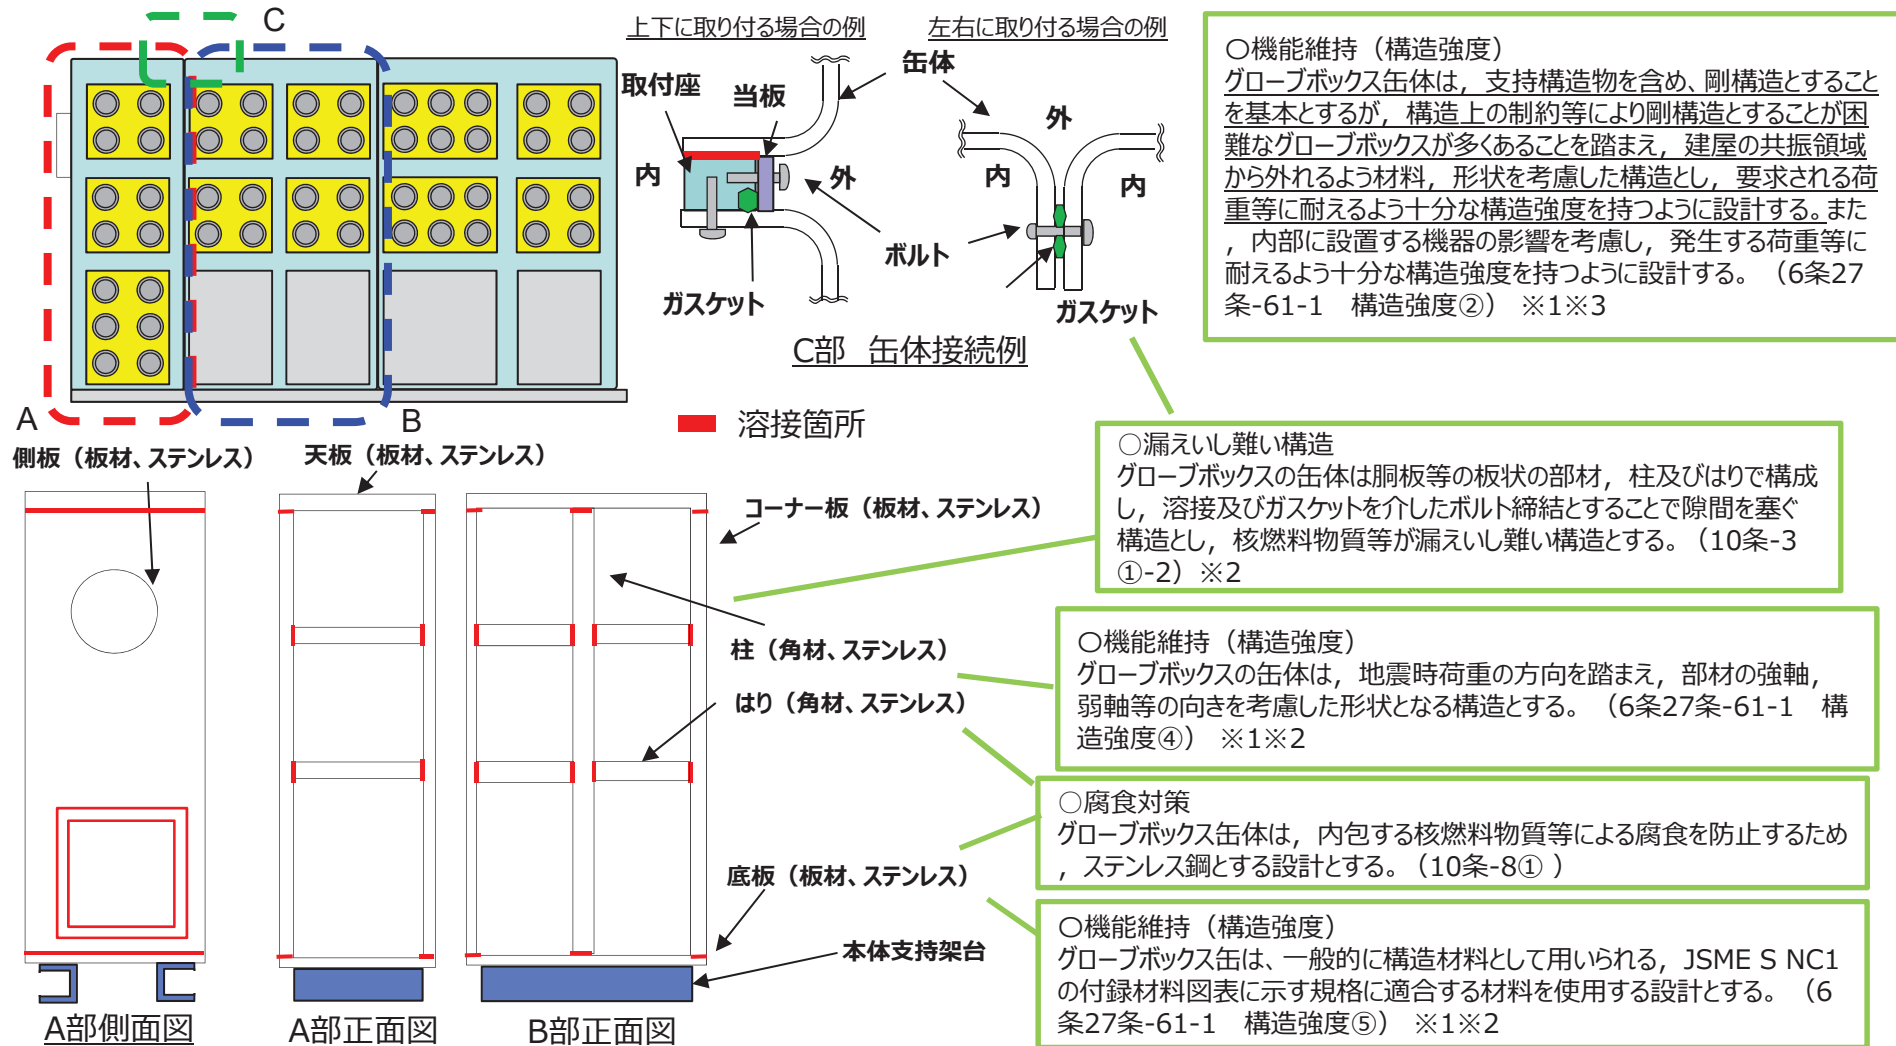 C
A
B
上下に取り付る場合の例
左右に取り付る場合の例
缶体
取付座
当板
外
内
外
内
内
ボルト
ガスケット
ガスケット
C部　缶体接続例
溶接箇所
〇機能維持（構造強度）
グローブボックス缶体は，支持構造物を含め、剛構造とすること
を基本とするが，構造上の制約等により剛構造とすることが困
難なグローブボックスが多くあることを踏まえ，建屋の共振領域
から外れるよう材料，形状を考慮した構造とし，要求される荷
重等に耐えるよう十分な構造強度を持つように設計する。また
，内部に設置する機器の影響を考慮し，発生する荷重等に
耐えるよう十分な構造強度を持つように設計する。（6条27
条-61-1　構造強度②）　※1※3
○漏えいし難い構造
グローブボックスの缶体は胴板等の板状の部材，柱及びはりで構成
し，溶接及びガスケットを介したボルト締結とすることで隙間を塞ぐ
構造とし，核燃料物質等が漏えいし難い構造とする。（10条-3
①-2）※2
〇機能維持（構造強度）
グローブボックスの缶体は，地震時荷重の方向を踏まえ，部材の強軸，
弱軸等の向きを考慮した形状となる構造とする。（6条27条-61-1　構
造強度④）　※1※2
○腐食対策
グローブボックス缶体は，内包する核燃料物質等による腐食を防止するため
，ステンレス鋼とする設計とする。（10条-8①）
〇機能維持（構造強度）
グローブボックス缶は、一般的に構造材料として用いられる，JSME S NC1
の付録材料図表に示す規格に適合する材料を使用する設計とする。（6
条27条-61-1　構造強度⑤）　※1※2
側板（板材、ステンレス）
天板（板材、ステンレス）
コーナー板（板材、ステンレス）
柱（角材、ステンレス）
はり（角材、ステンレス）
底板（板材、ステンレス）
本体支持架台
A部側面図
A部正面図
B部正面図